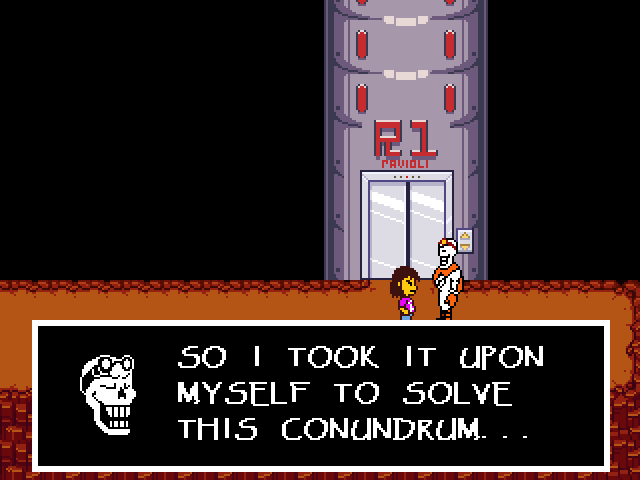 R1
RAVIOLI
SO I TOOK IT UPON
MYSELF TO SOLVE
THIS CONUNDRUM...